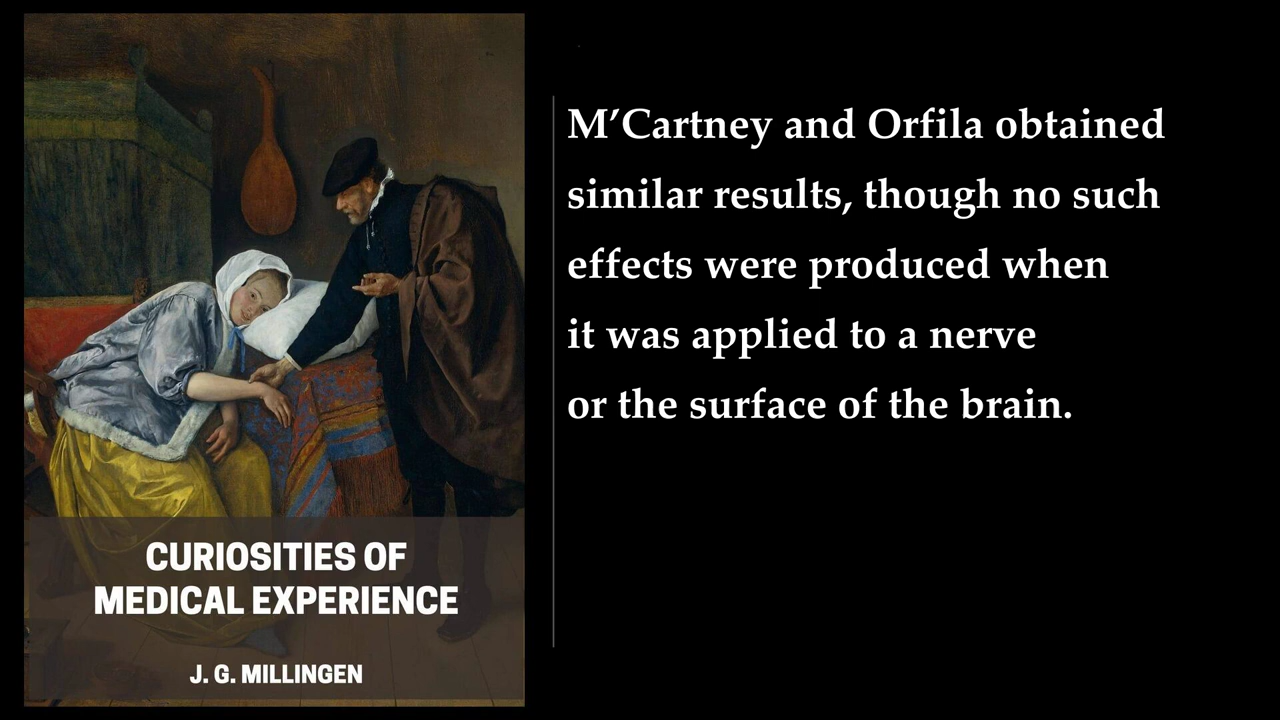 M’Cartney and Orfila obtained
similar results, though no such
effects were produced when
it was applied to a nerve
or the surface of the brain.
CURIOSITIES OF
MEDICAL EXPERIENCE
J. G. MILLINGEN